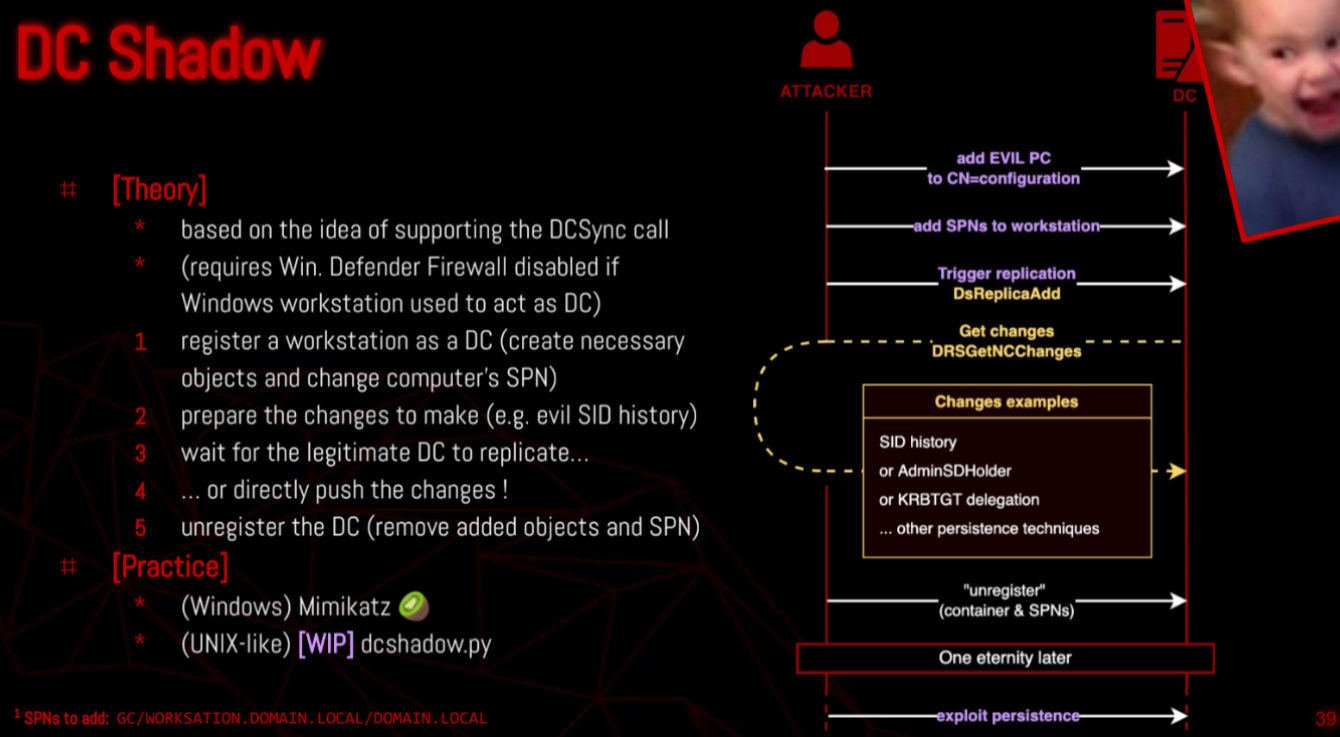 DC Shadow
# [Theory]
* based on the idea of supporting the DCSync call
* (requires Win. Defender Firewall disabled if
Windows workstation used to act as DC)
1 register a workstation as a DC (create necessary
objects and change computer's SPN)
2 prepare the changes to make (e.g. evil SID history)
3 wait for the legitimate DC to replicate...
4 ... or directly push the changes !
5 unregister the DC (remove added objects and SPN)
# [Practice]
* (Windows) Mimikatz 🥝
* (UNIX-like) [WIP] dcshadow.py
¹ SPNs to add: GC/WORKSATION.DOMAIN.LOCAL/DOMAIN.LOCAL
ATTACKER
DC
add EVIL PC
to CN=configuration
add SPNs to workstation
Trigger replication
DsReplicaAdd
Get changes
DRSGetNCChanges
Changes examples
SID history
or AdminSDHolder
or KRBTGT delegation
... other persistence techniques
"unregister"
(container & SPNs)
One eternity later
exploit persistence
39